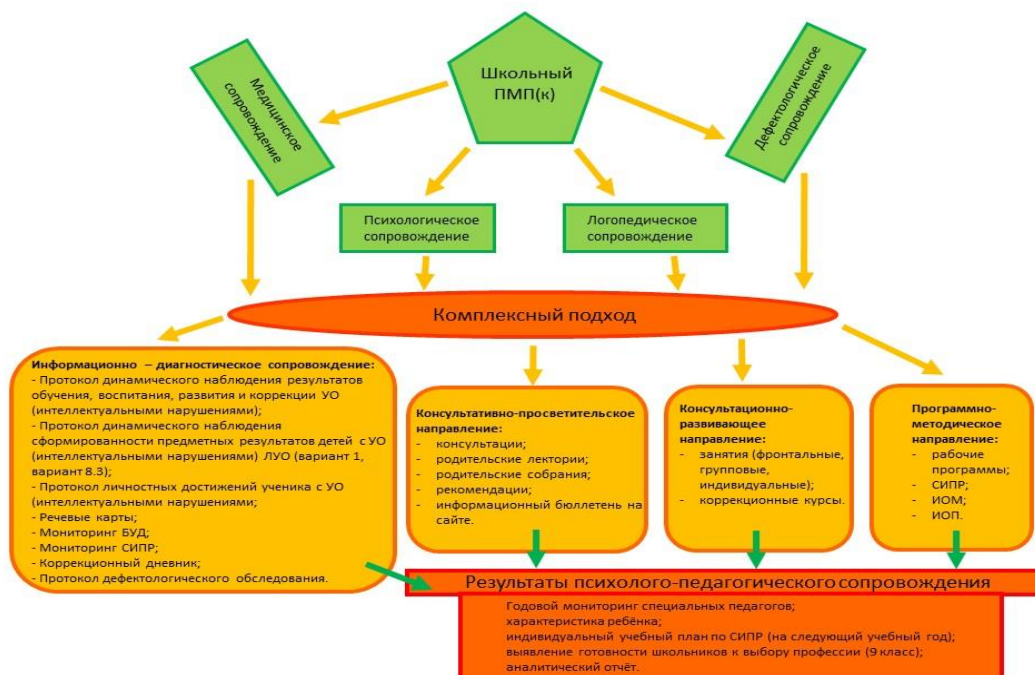 Школьный
ПМП(к)
Медицинское
сопровождение
Дефектологическое
сопровождение
Психологическое
сопровождение
Логопедическое
сопровождение
Комплексный подход
Информационно – диагностическое сопровождение:
- Протокол динамического наблюдения результатов
обучения, воспитания, развития и коррекции УО
(интеллектуальными нарушениями);
- Протокол динамического наблюдения
сформированности предметных результатов детей с УО
(интеллектуальными нарушениями) ЛУО (вариант 1,
вариант 8.3);
- Протокол личностных достижений ученика с УО
(интеллектуальными нарушениями;
- Речевые карты;
- Мониторинг БУД;
- Мониторинг СИПР;
- Коррекционный дневник;
- Протокол дефектологического обследования.
Консультативно-просветительское
направление:
- консультации;
- родительские лектории;
- родительские собрания;
- рекомендации;
- информационный бюллетень на
сайте.
Консультационно-
развивающее
направление:
- занятия (фронтальные,
групповые,
индивидуальные);
- коррекционные курсы.
Программно-
методическое
направление:
- рабочие
программы;
- СИПР;
- ИОМ;
- ИОП.
Результаты психолого-педагогического сопровождения
Годовой мониторинг специальных педагогов;
характеристика ребёнка;
индивидуальный учебный план по СИПР (на следующий учебный год);
выявление готовности школьников к выбору профессии (9 класс);
аналитический отчёт.